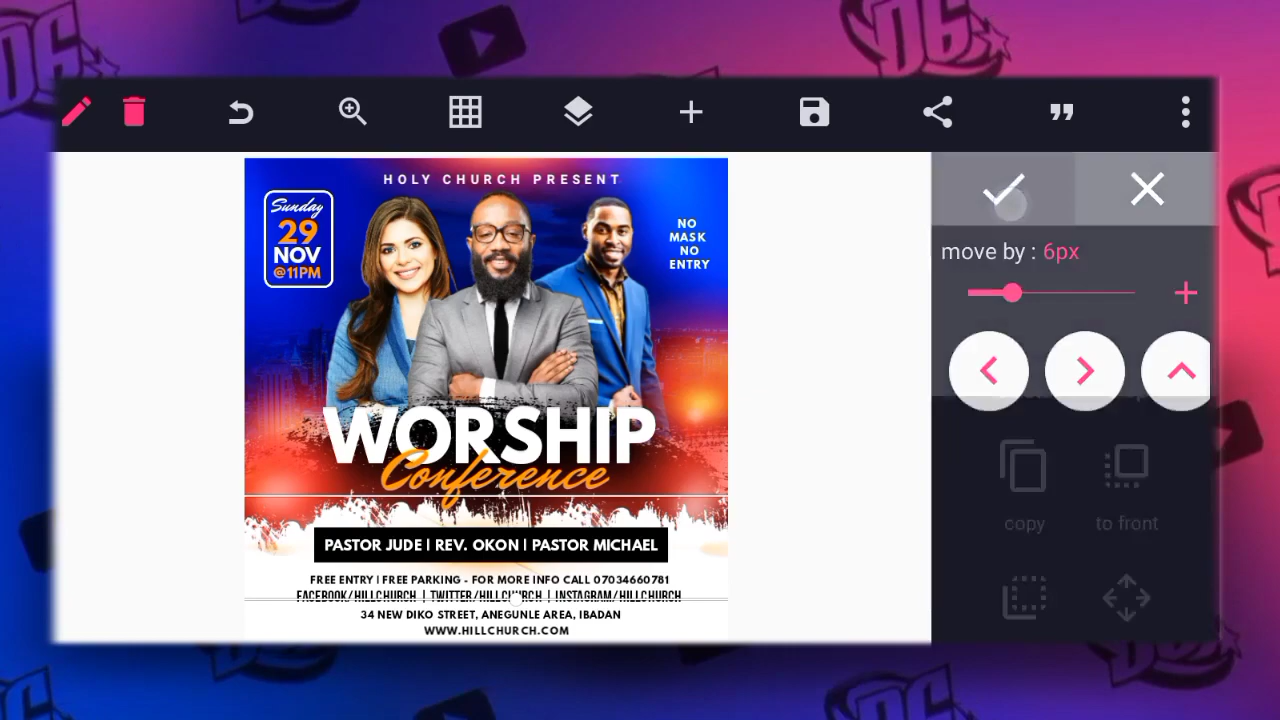 HOLY CHURCH PRESENT
Sunday
29
NOV
@11PM
NO
MASK
NO
ENTRY
WORSHIP
Conference
PASTOR JUDE | REV. OKON | PASTOR MICHAEL
FREE ENTRY | FREE PARKING - FOR MORE INFO CALL 07034660781
FACEBOOK/HILLCHURCH | TWITTER/HILLCHURCH | INSTAGRAM/HILLCHURCH
34 NEW DIKO STREET, ANEGUNLE AREA, IBADAN
WWW.HILLCHURCH.COM
move by : 6px
copy
to front